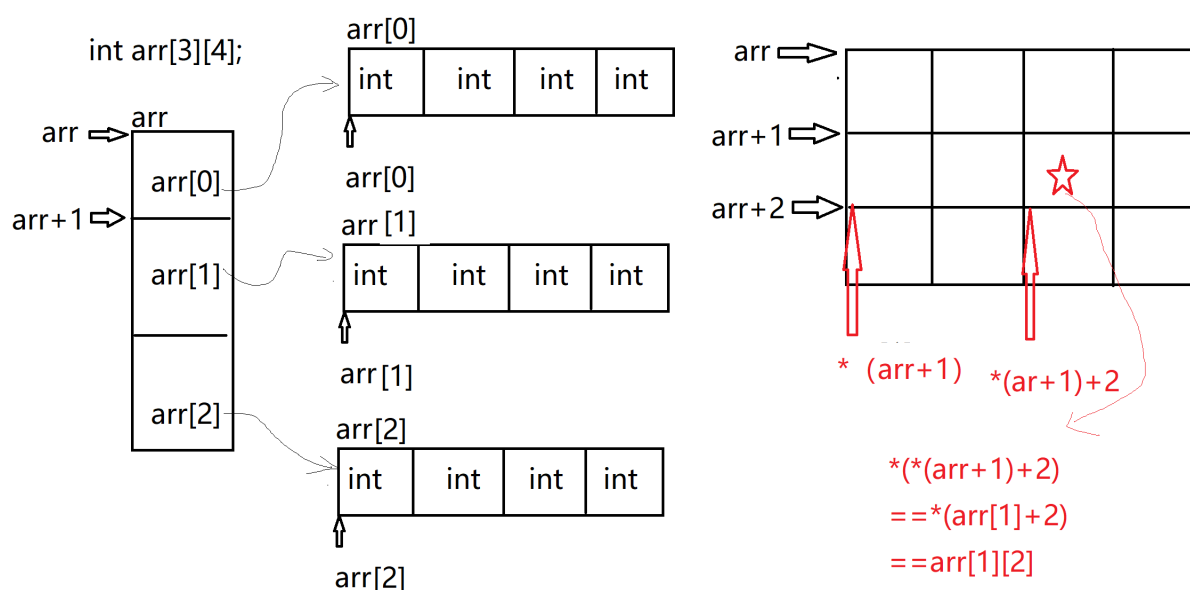 int arr[3][4];
arr
arr
arr[0]
arr+1
arr[1]
arr[2]
arr[0]
int int int int
arr[0]
arr[1]
int int int int
arr[1]
arr[2]
int int int int
arr[2]
arr
arr+1
arr+2
*（arr+1）
*(ar+1)+2
*(*(arr+1)+2)
==*(arr[1]+2)
==arr[1][2]